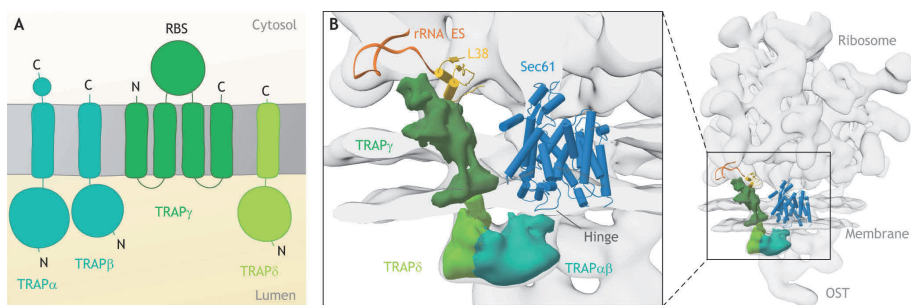 A
Cytosol
RBS
C
C
N
C
C
N
N
N
TRAPα
TRAPβ
TRAPγ
TRAPδ
Lumen
B
rRNA ES
L38
Sec61
TRAPγ
Hinge
TRAPδ
TRAPαβ
Ribosome
Membrane
OST